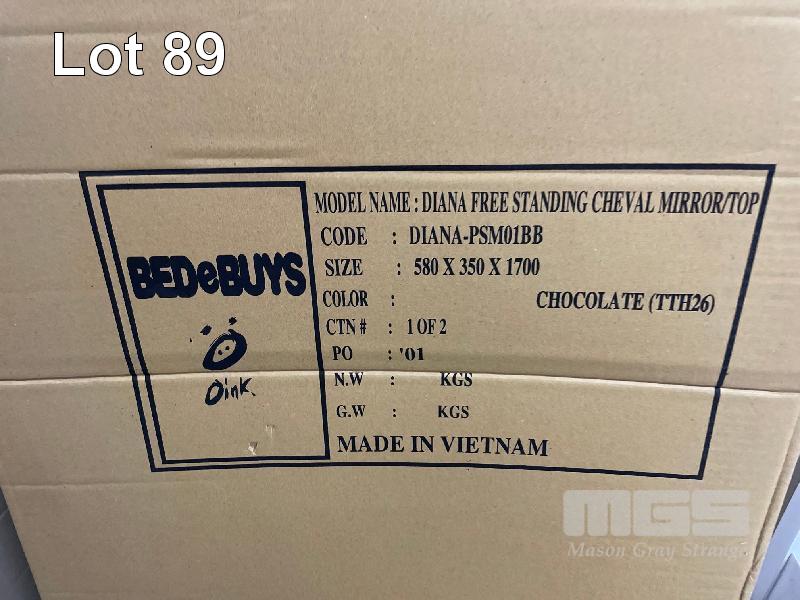 Lot 89
BEDeBUYS
Oink.
MODEL NAME : DIANA FREE STANDING CHEVAL MIRROR/TOP
CODE : DIANA-PSM01BB
SIZE : 580 X 350 X 1700
COLOR : CHOCOLATE (TTH26)
CTN # : 1 OF 2
PO : '01
N.W : KGS
G.W : KGS
MADE IN VIETNAM
MGS
Mason Gray Strange